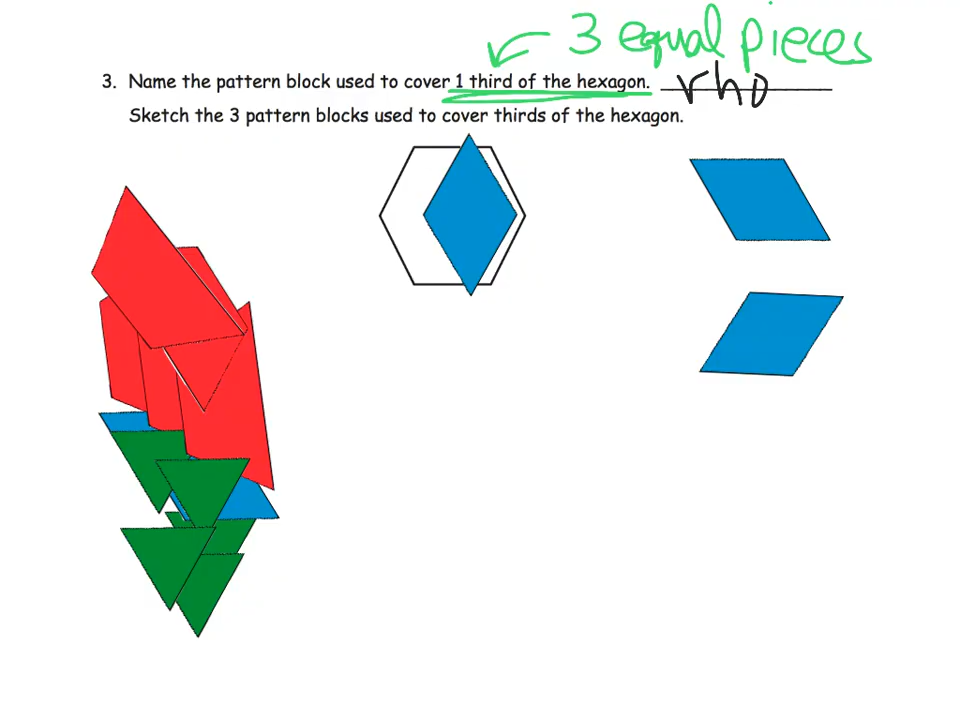 3 equal pieces
3. Name the pattern block used to cover 1 third of the hexagon. rho
Sketch the 3 pattern blocks used to cover thirds of the hexagon.